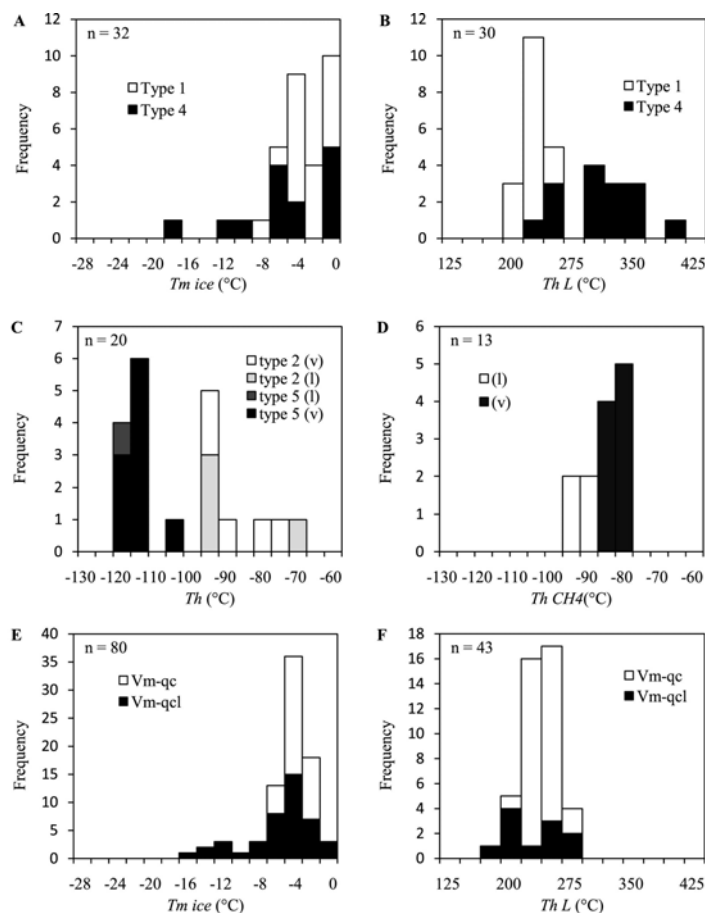 A
n = 32
Type 1
Type 4
Frequency
12
10
8
6
4
2
0
-28 -24 -20 -16 -12 -8 -4 0
Tm ice (°C)
B
n = 30
Type 1
Type 4
Frequency
12
10
8
6
4
2
0
125 200 275 350 425
Th L (°C)
C
n = 20
type 2 (v)
type 2 (l)
type 5 (l)
type 5 (v)
Frequency
7
6
5
4
3
2
1
0
-130 -120 -110 -100 -90 -80 -70 -60
Th (°C)
D
n = 13
(l)
(v)
Frequency
6
5
4
3
2
1
0
-130 -120 -110 -100 -90 -80 -70 -60
Th CH4(°C)
E
n = 80
Vm-qc
Vm-qcl
Frequency
40
35
30
25
20
15
10
5
0
-28 -24 -20 -16 -12 -8 -4 0
Tm ice (°C)
F
n = 43
Vm-qc
Vm-qcl
Frequency
18
16
14
12
10
8
6
4
2
0
125 200 275 350 425
Th L (°C)